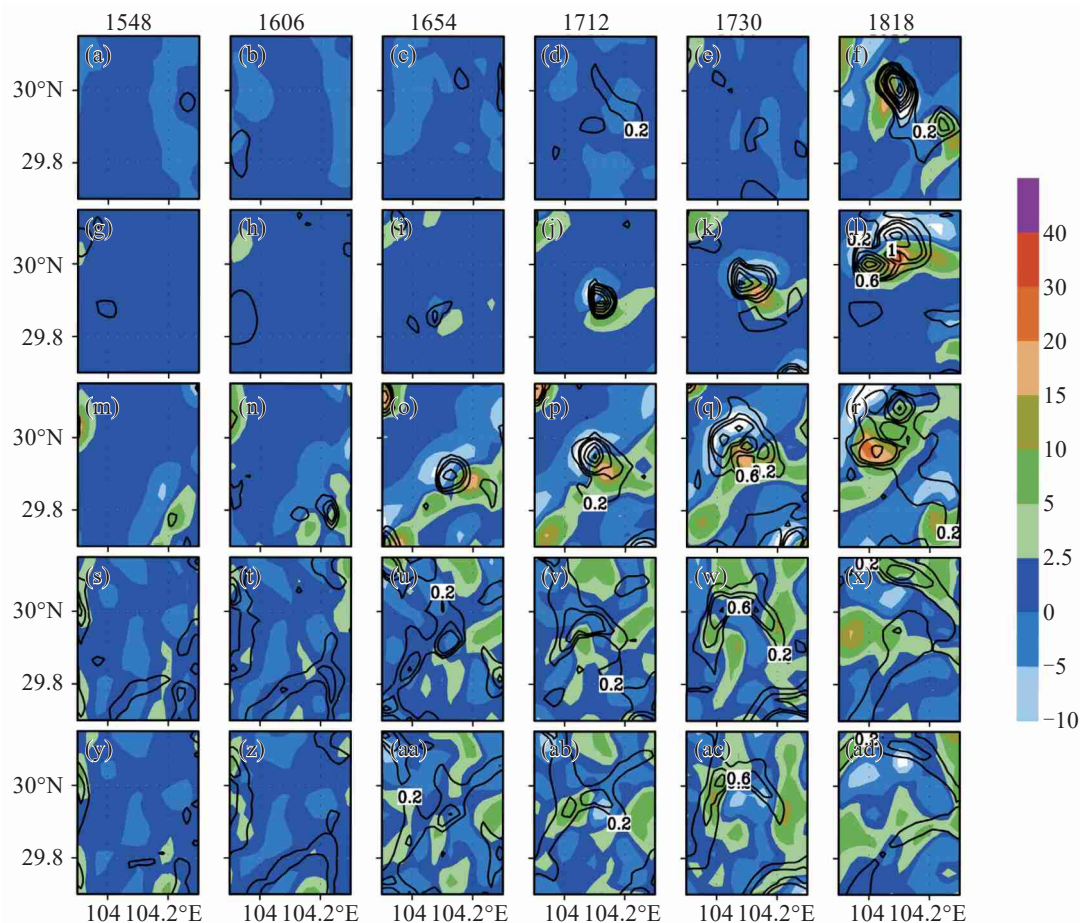 1548 1606 1654 1712 1730 1818
(a) (b) (c) (d) (e) (f)
30°N
0.2 0.2
29.8
(g) (h) (i) (j) (k) (l)
0.2
30°N 1
0.6
29.8
40
30
20
15
10
5
2.5
0
−5
−10
(m) (n) (o) (p) (q) (r)
30°N
0.6 0.2
29.8 0.2
0.2
(s) (t) (u) (v) (w) (x)
0.2 0.2
30°N 0.6
0.2
29.8 0.2
(y) (z) (aa) (ab) (ac) (ad)
0.2
30°N 0.6
0.2 0.2
29.8
104 104.2°E 104 104.2°E 104 104.2°E 104 104.2°E 104 104.2°E 104 104.2°E